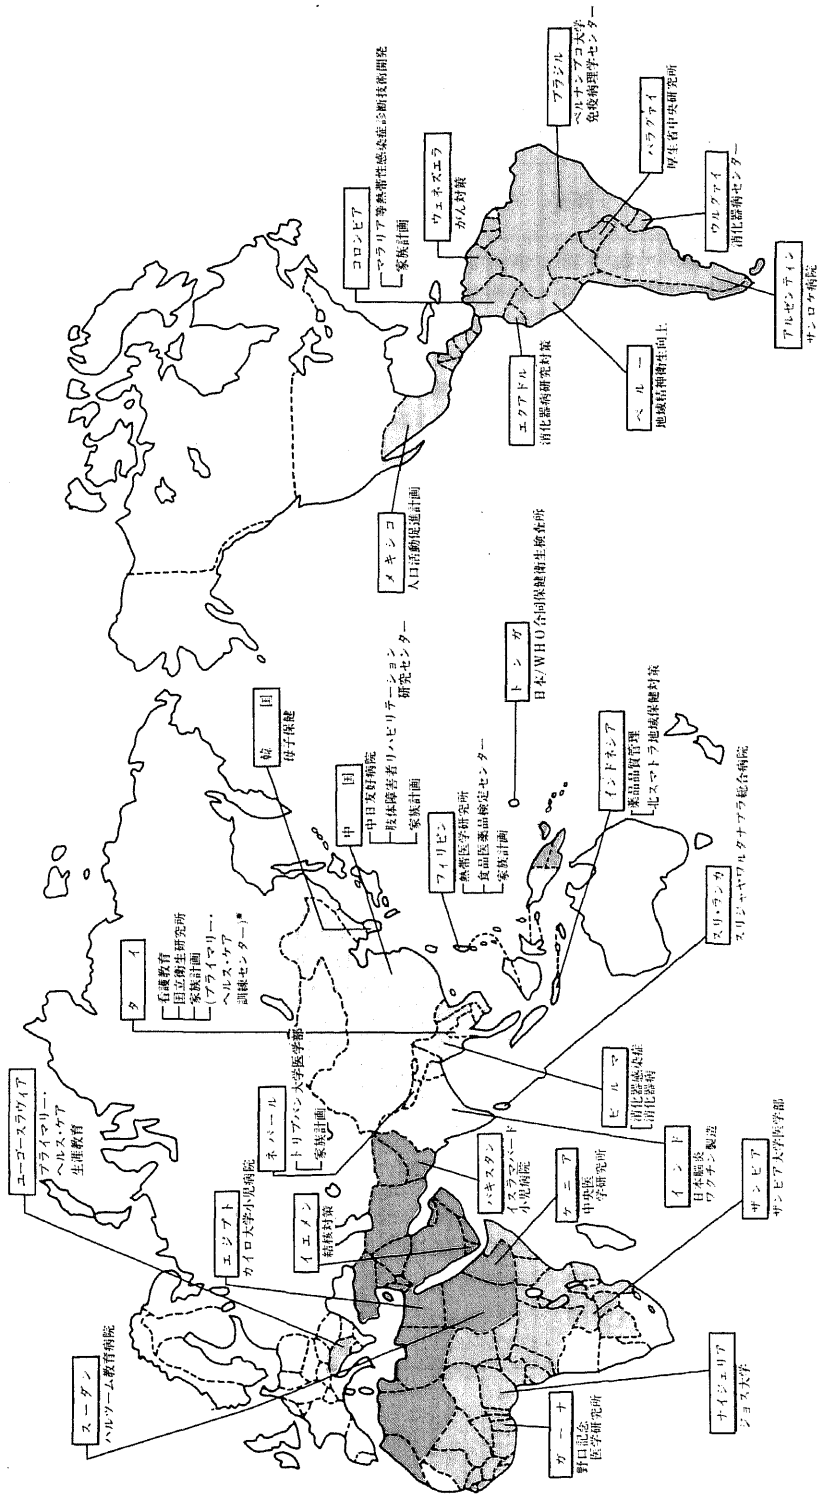 ユーゴースラヴィア
プライマリー・
ヘルス・ケア
生涯教育
スーダン
ハルツーム教育病院
エジプト
カイロ大学小児病院
イエメン
結核対策
ネパール
トリブバン大学医学部
家族計画
タイ
看護教育
国立衛生研究所
家族計画
(プライマリー・
ヘルス・ケア
訓練センター)*
韓国
母子保健
中国
中日友好病院
肢体障害者リハビリテーション
研究センター
家族計画
フィリピン
熱帯医学研究所
食品医薬品検定センター
家族計画
トンガ
日本/WHO合同保健衛生検査所
インドネシア
薬品品質管理
北スマトラ地域保健対策
スリ・ランカ
スリジャヤワルダナプラ総合病院
ビルマ
消化器感染症
消化器病
インド
日本脳炎
ワクチン製造
パキスタン
イスラマバード
小児病院
ケニア
中央医
学研究所
ザンビア
ザンビア大学医学部
ナイジェリア
ジョス大学
ガーナ
野口記念
医学研究所
メキシコ
人口活動促進計画
コロンビア
マラリア等熱帯性感染症診断技術開発
家族計画
ウェネズエラ
がん対策
ブラジル
ペルナンブコ大学
免疫病理学センター
パラグァイ
厚生省中央研究所
ウルグァイ
消化器病センター
アルゼンティン
サンロケ病院
ペルー
地域精神衛生向上
エクアドル
消化器病研究対策